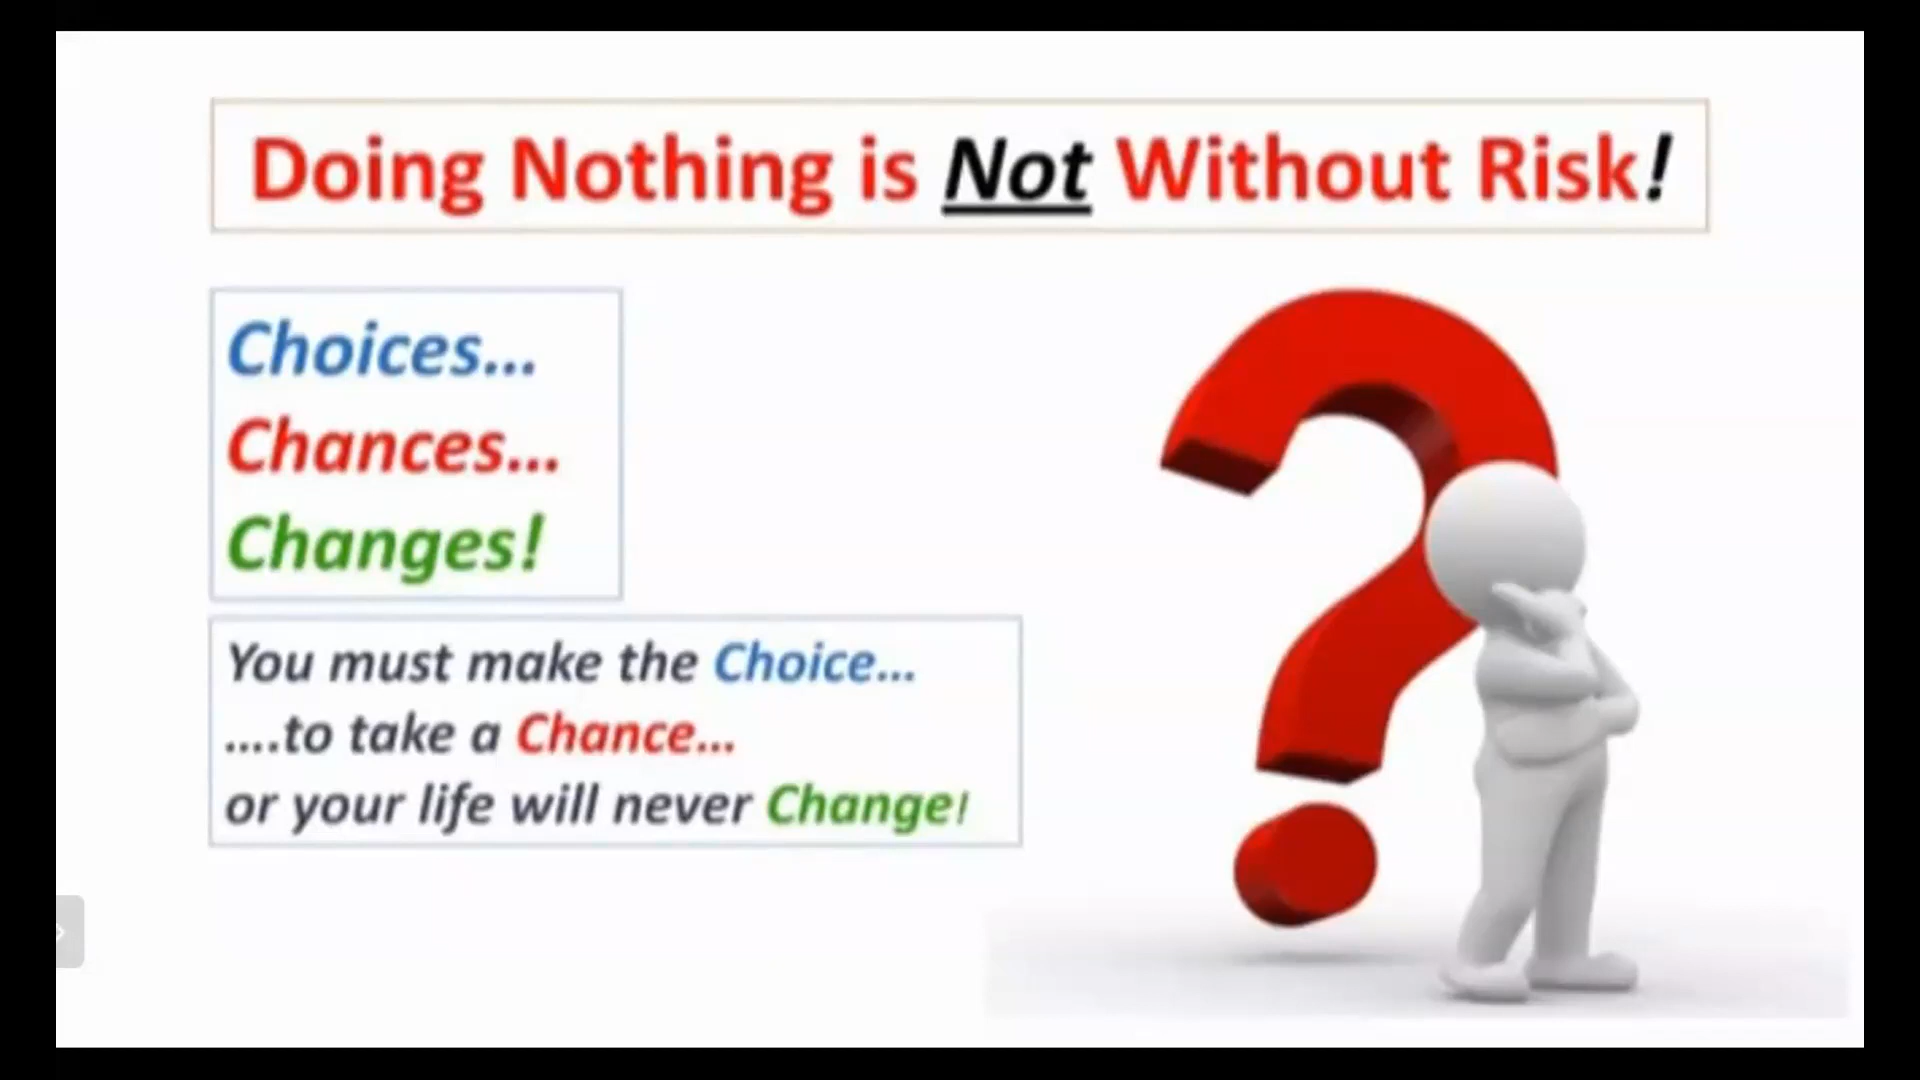 Doing Nothing is Not Without Risk!
Choices...
Chances...
Changes!
You must make the Choice...
....to take a Chance...
or your life will never Change!